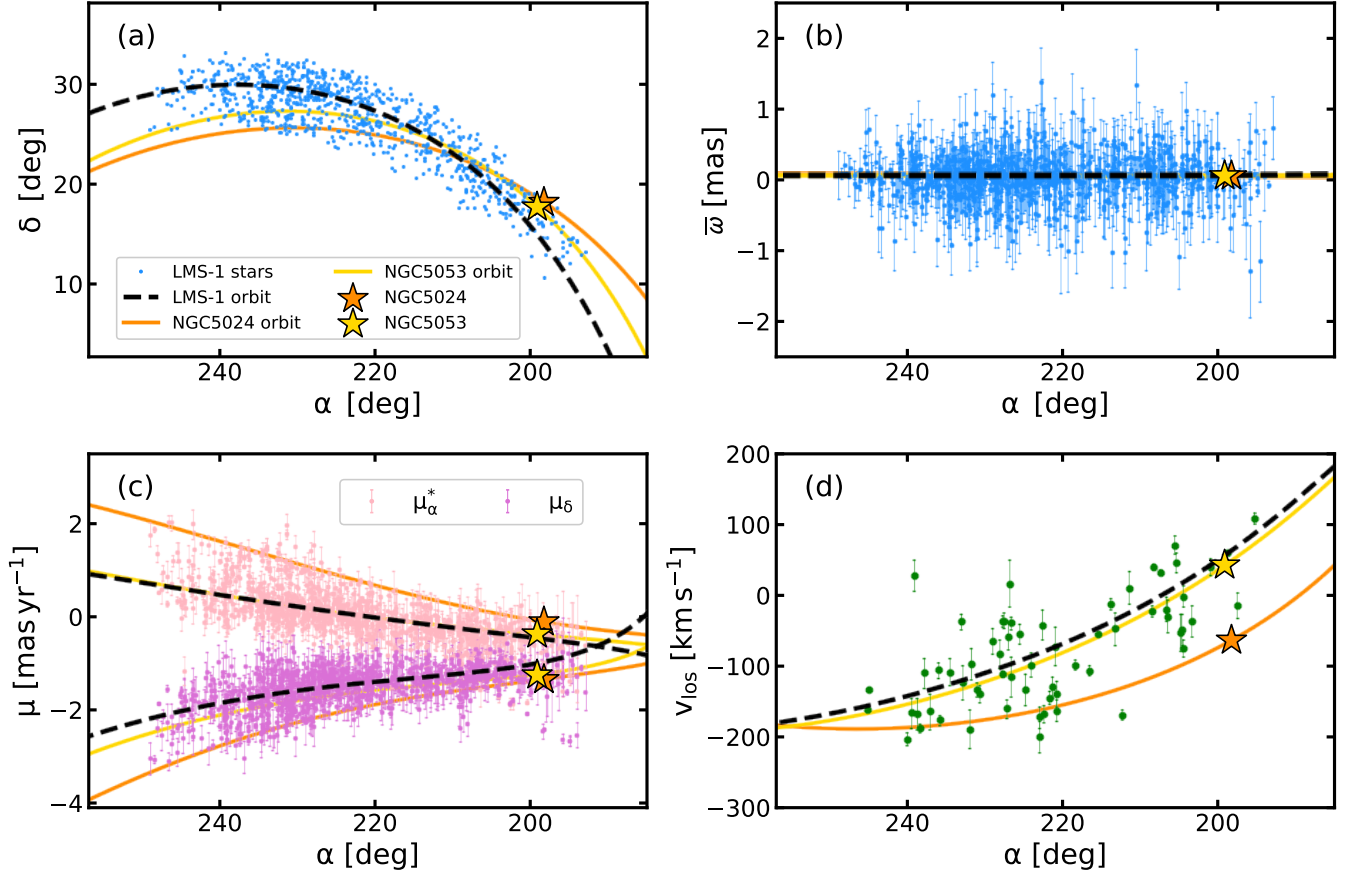 (a)
δ [deg]
30
20
10
LMS-1 stars
LMS-1 orbit
NGC5024 orbit
NGC5053 orbit
NGC5024
NGC5053
240 220 200
α [deg]
(b)
ϖ̅ [mas]
2
1
0
−1
−2
240 220 200
α [deg]
(c)
μ [mas yr⁻¹]
2
0
−2
−4
μ*α μδ
240 220 200
α [deg]
(d)
vlos [km s⁻¹]
200
100
0
−100
−200
−300
240 220 200
α [deg]